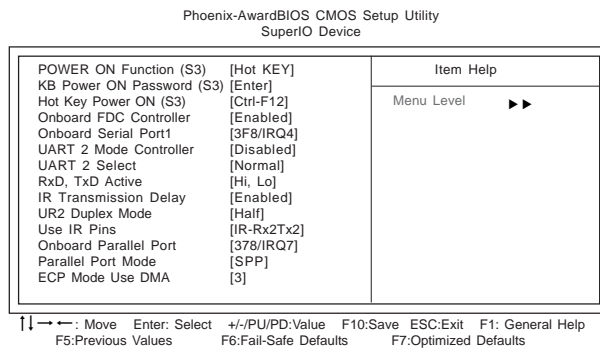 Phoenix-AwardBIOS CMOS Setup Utility
SuperIO Device
POWER ON Function (S3) [Hot KEY]
KB Power ON Password (S3) [Enter]
Hot Key Power ON (S3) [Ctrl-F12]
Onboard FDC Controller [Enabled]
Onboard Serial Port1 [3F8/IRQ4]
UART 2 Mode Controller [Disabled]
UART 2 Select [Normal]
RxD, TxD Active [Hi, Lo]
IR Transmission Delay [Enabled]
UR2 Duplex Mode [Half]
Use IR Pins [IR-Rx2Tx2]
Onboard Parallel Port [378/IRQ7]
Parallel Port Mode [SPP]
ECP Mode Use DMA [3]
Item Help
Menu Level ▶▶
↑↓→←: Move Enter: Select +/-/PU/PD:Value F10:Save ESC:Exit F1: General Help
F5:Previous Values F6:Fail-Safe Defaults F7:Optimized Defaults